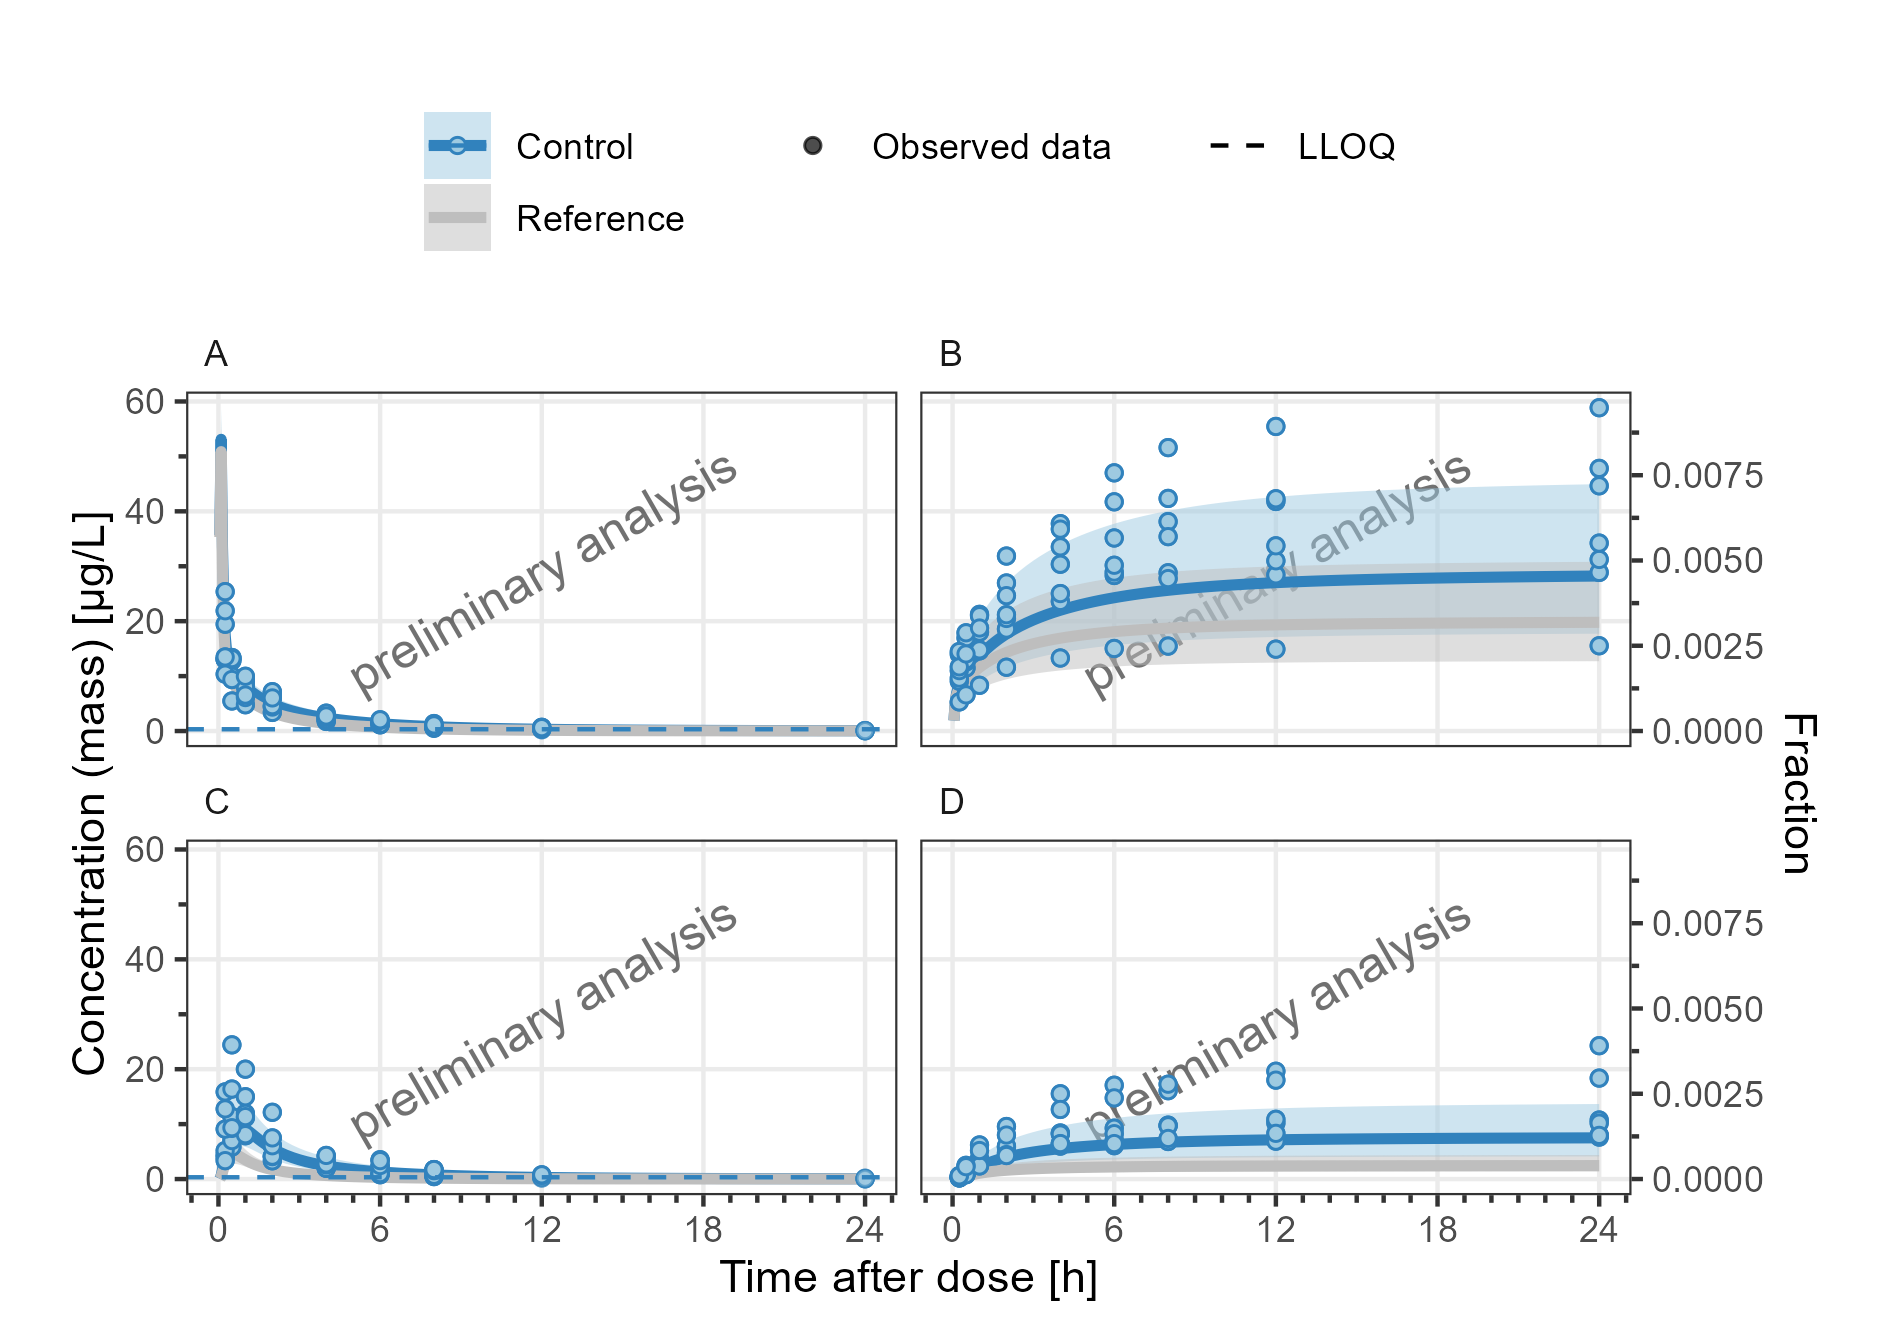 Control
Observed data
LLOQ
Reference
A
B
60
40
20
0
preliminary analysis
preliminary analysis
0.0075
0.0050
0.0025
0.0000
Concentration (mass) [µg/L]
Fraction
C
D
60
40
20
0
preliminary analysis
preliminary analysis
0.0075
0.0050
0.0025
0.0000
0 6 12 18 24
0 6 12 18 24
Time after dose [h]